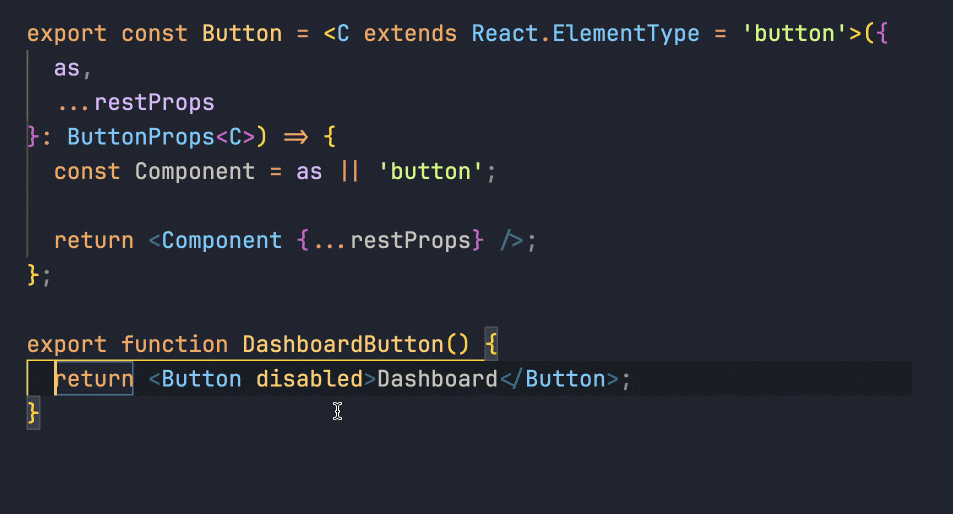 export const Button = <C extends React.ElementType = 'button'>({
  as,
  ...restProps
}: ButtonProps<C>) => {
  const Component = as || 'button';

  return <Component {...restProps} />;
};

export function DashboardButton() {
  return <Button disabled>Dashboard</Button>;
}